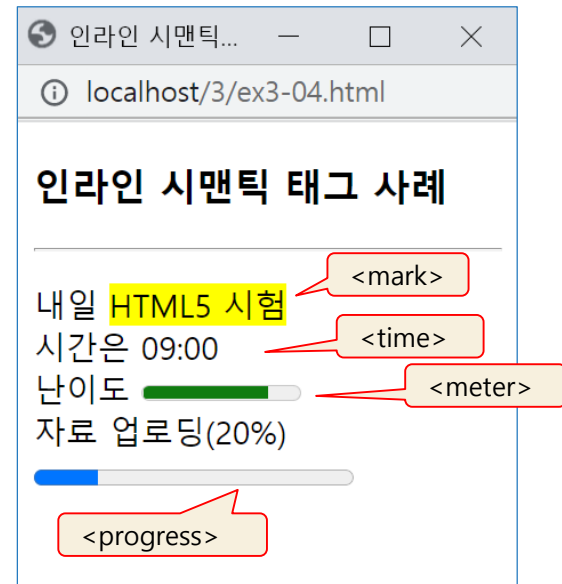 인라인 시맨틱...
localhost/3/ex3-04.html
인라인 시맨틱 태그 사례
<mark>
내일 HTML5 시험
시간은 09:00
<time>
난이도
<meter>
자료 업로딩(20%)
<progress>